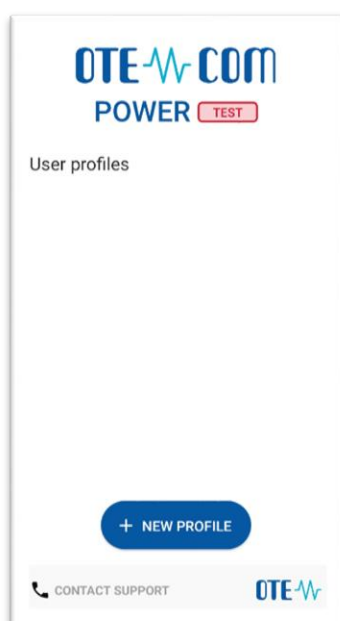 OTE COM
POWER TEST
User profiles
+ NEW PROFILE
CONTACT SUPPORT OTE